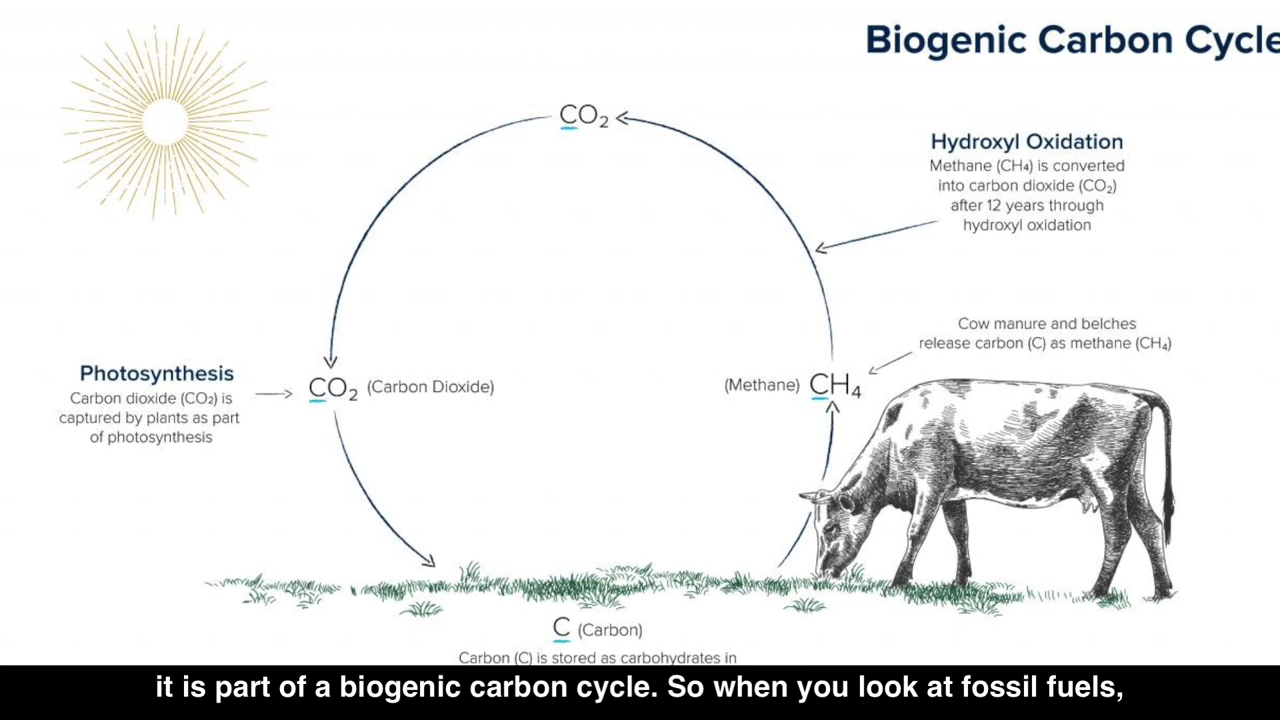 Biogenic Carbon Cycle
CO₂
Hydroxyl Oxidation
Methane (CH₄) is converted
into carbon dioxide (CO₂)
after 12 years through
hydroxyl oxidation
Cow manure and belches
release carbon (C) as methane (CH₄)
Photosynthesis
Carbon dioxide (CO₂) is
captured by plants as part
of photosynthesis
CO₂ (Carbon Dioxide)
(Methane) CH₄
C (Carbon)
Carbon (C) is stored as carbohydrates in
it is part of a biogenic carbon cycle. So when you look at fossil fuels,